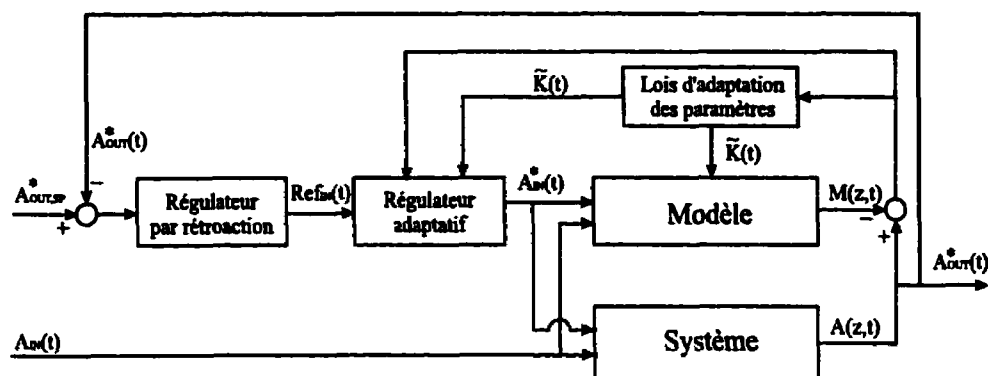 Lois d'adaptation
des paramètres
K̃(t)
K̃(t)
A*OUT(t)
−
A*OUT,SP
+
Régulateur
par rétroaction
RefIN(t)
Régulateur
adaptatif
A*IN(t)
Modèle
M(z,t)
−
+
A*OUT(t)
AIN(t)
Système
A(z,t)